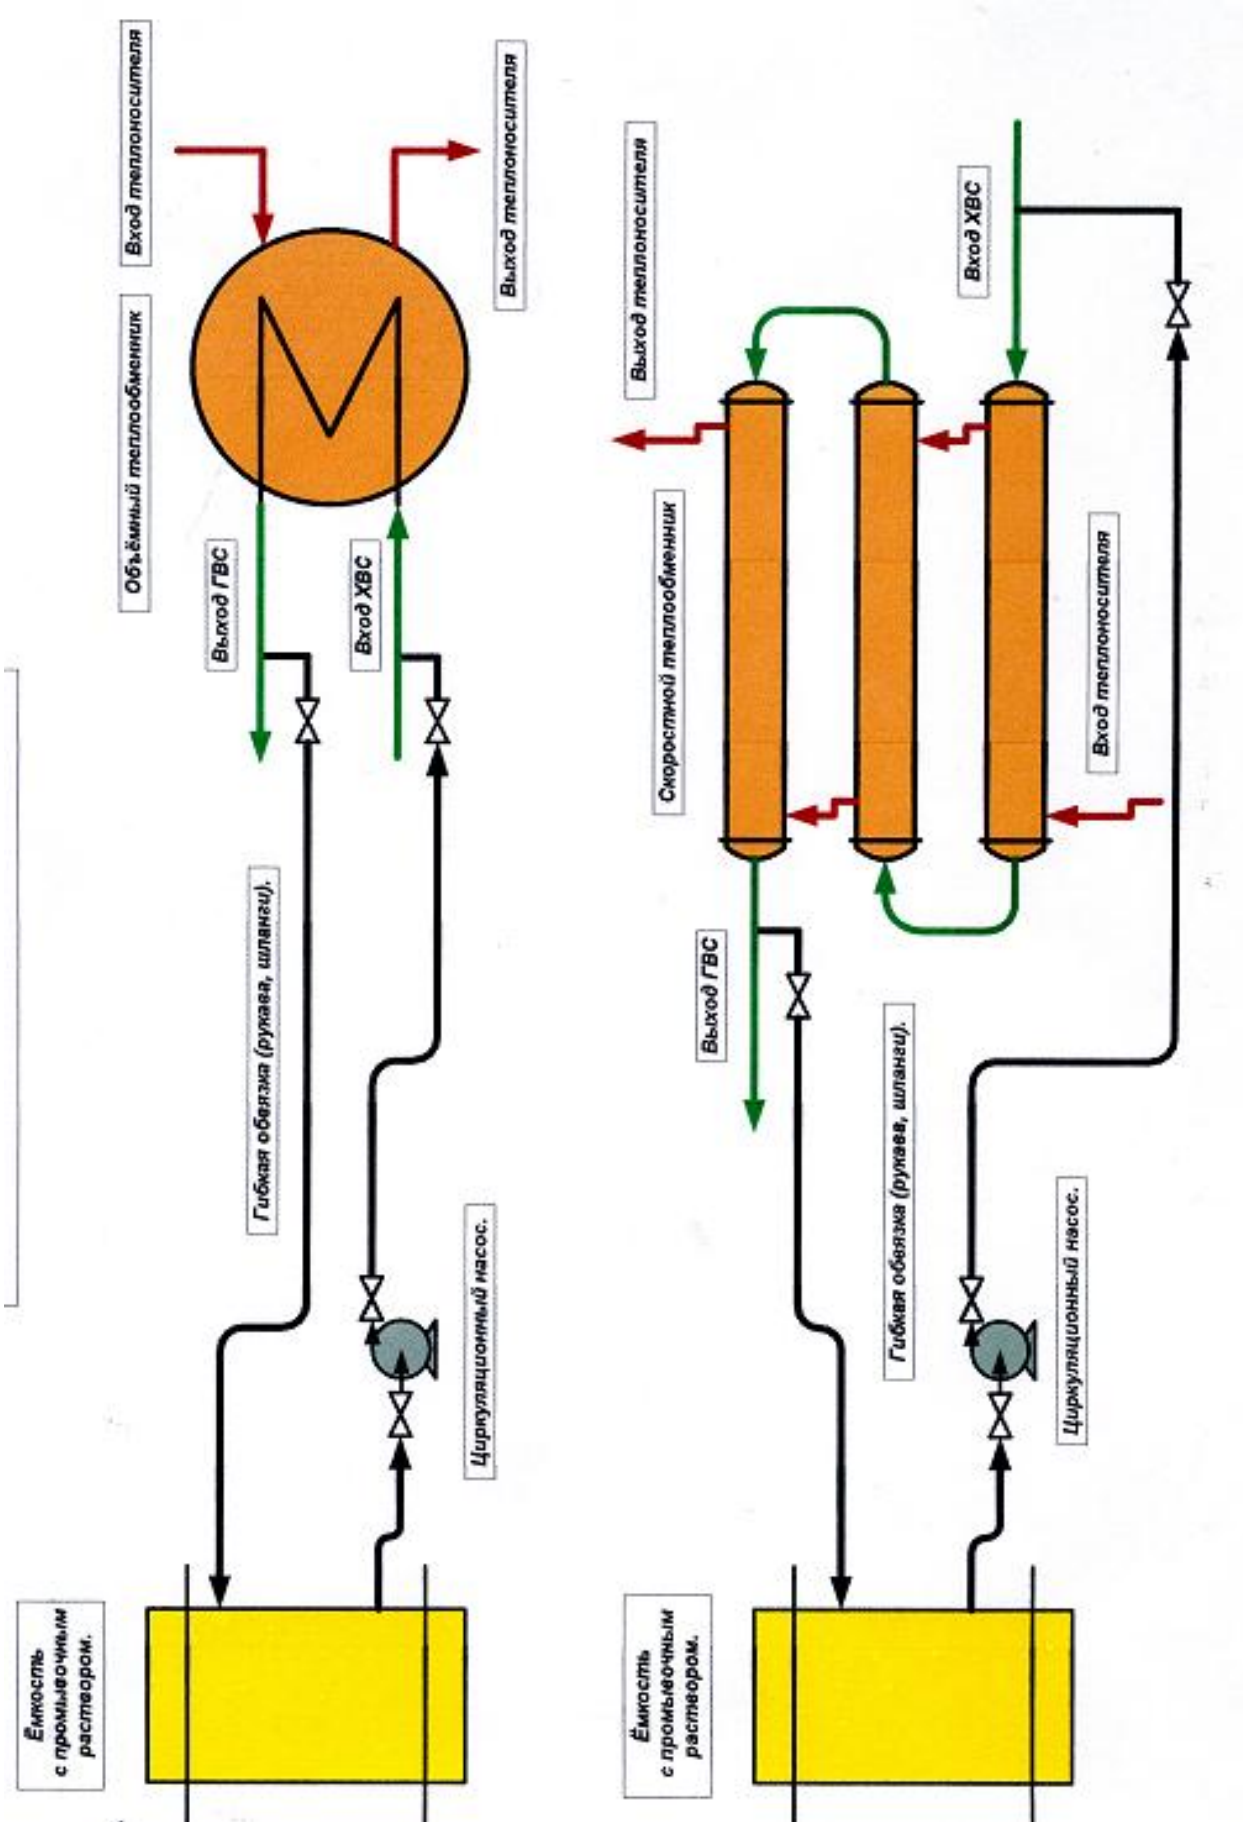 Ёмкость
с промывочным
раствором.
Объёмный теплообменник
Вход теплоносителя
Выход ГВС
Гибкая обвязка (рукава, шланги).
Вход ХВС
Циркуляционный насос.
Выход теплоносителя
Ёмкость
с промывочным
раствором.
Выход теплоносителя
Скоростной теплообменник
Выход ГВС
Гибкая обвязка (рукава, шланги).
Вход ХВС
Циркуляционный насос.
Вход теплоносителя